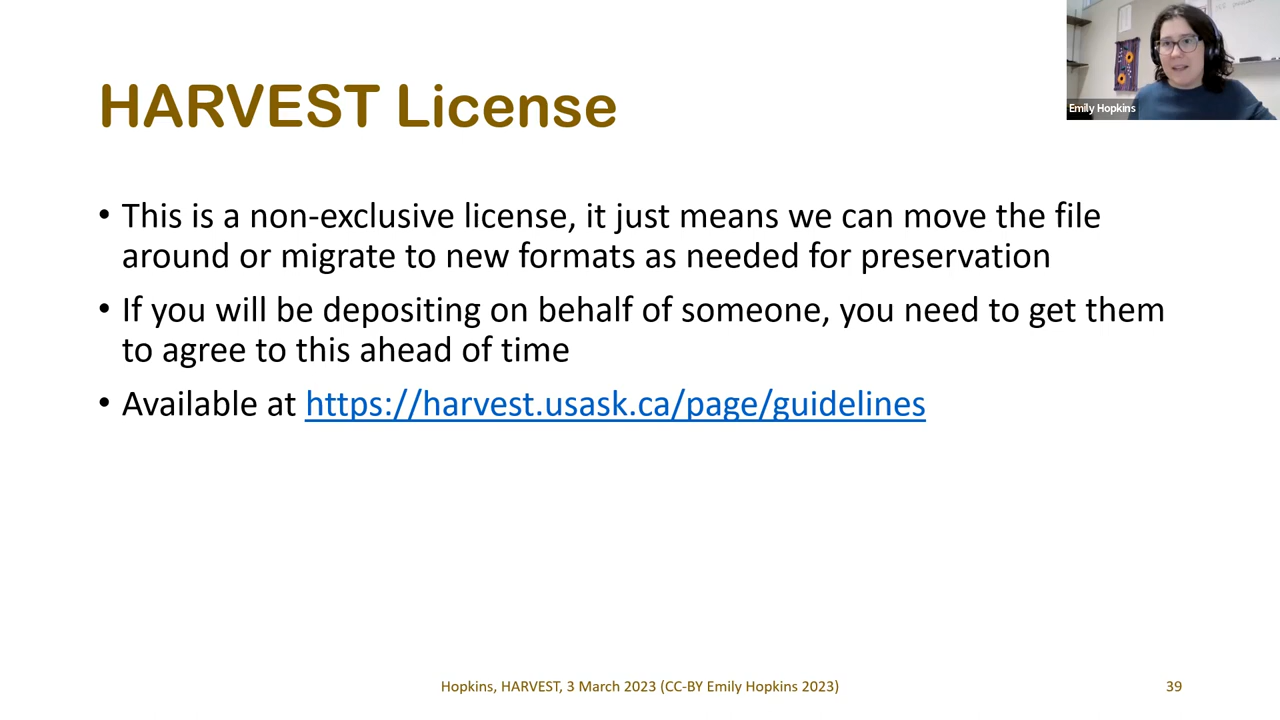 HARVEST License
Emily Hopkins
• This is a non-exclusive license, it just means we can move the file
around or migrate to new formats as needed for preservation
• If you will be depositing on behalf of someone, you need to get them
to agree to this ahead of time
• Available at https://harvest.usask.ca/page/guidelines
Hopkins, HARVEST, 3 March 2023 (CC-BY Emily Hopkins 2023)
39